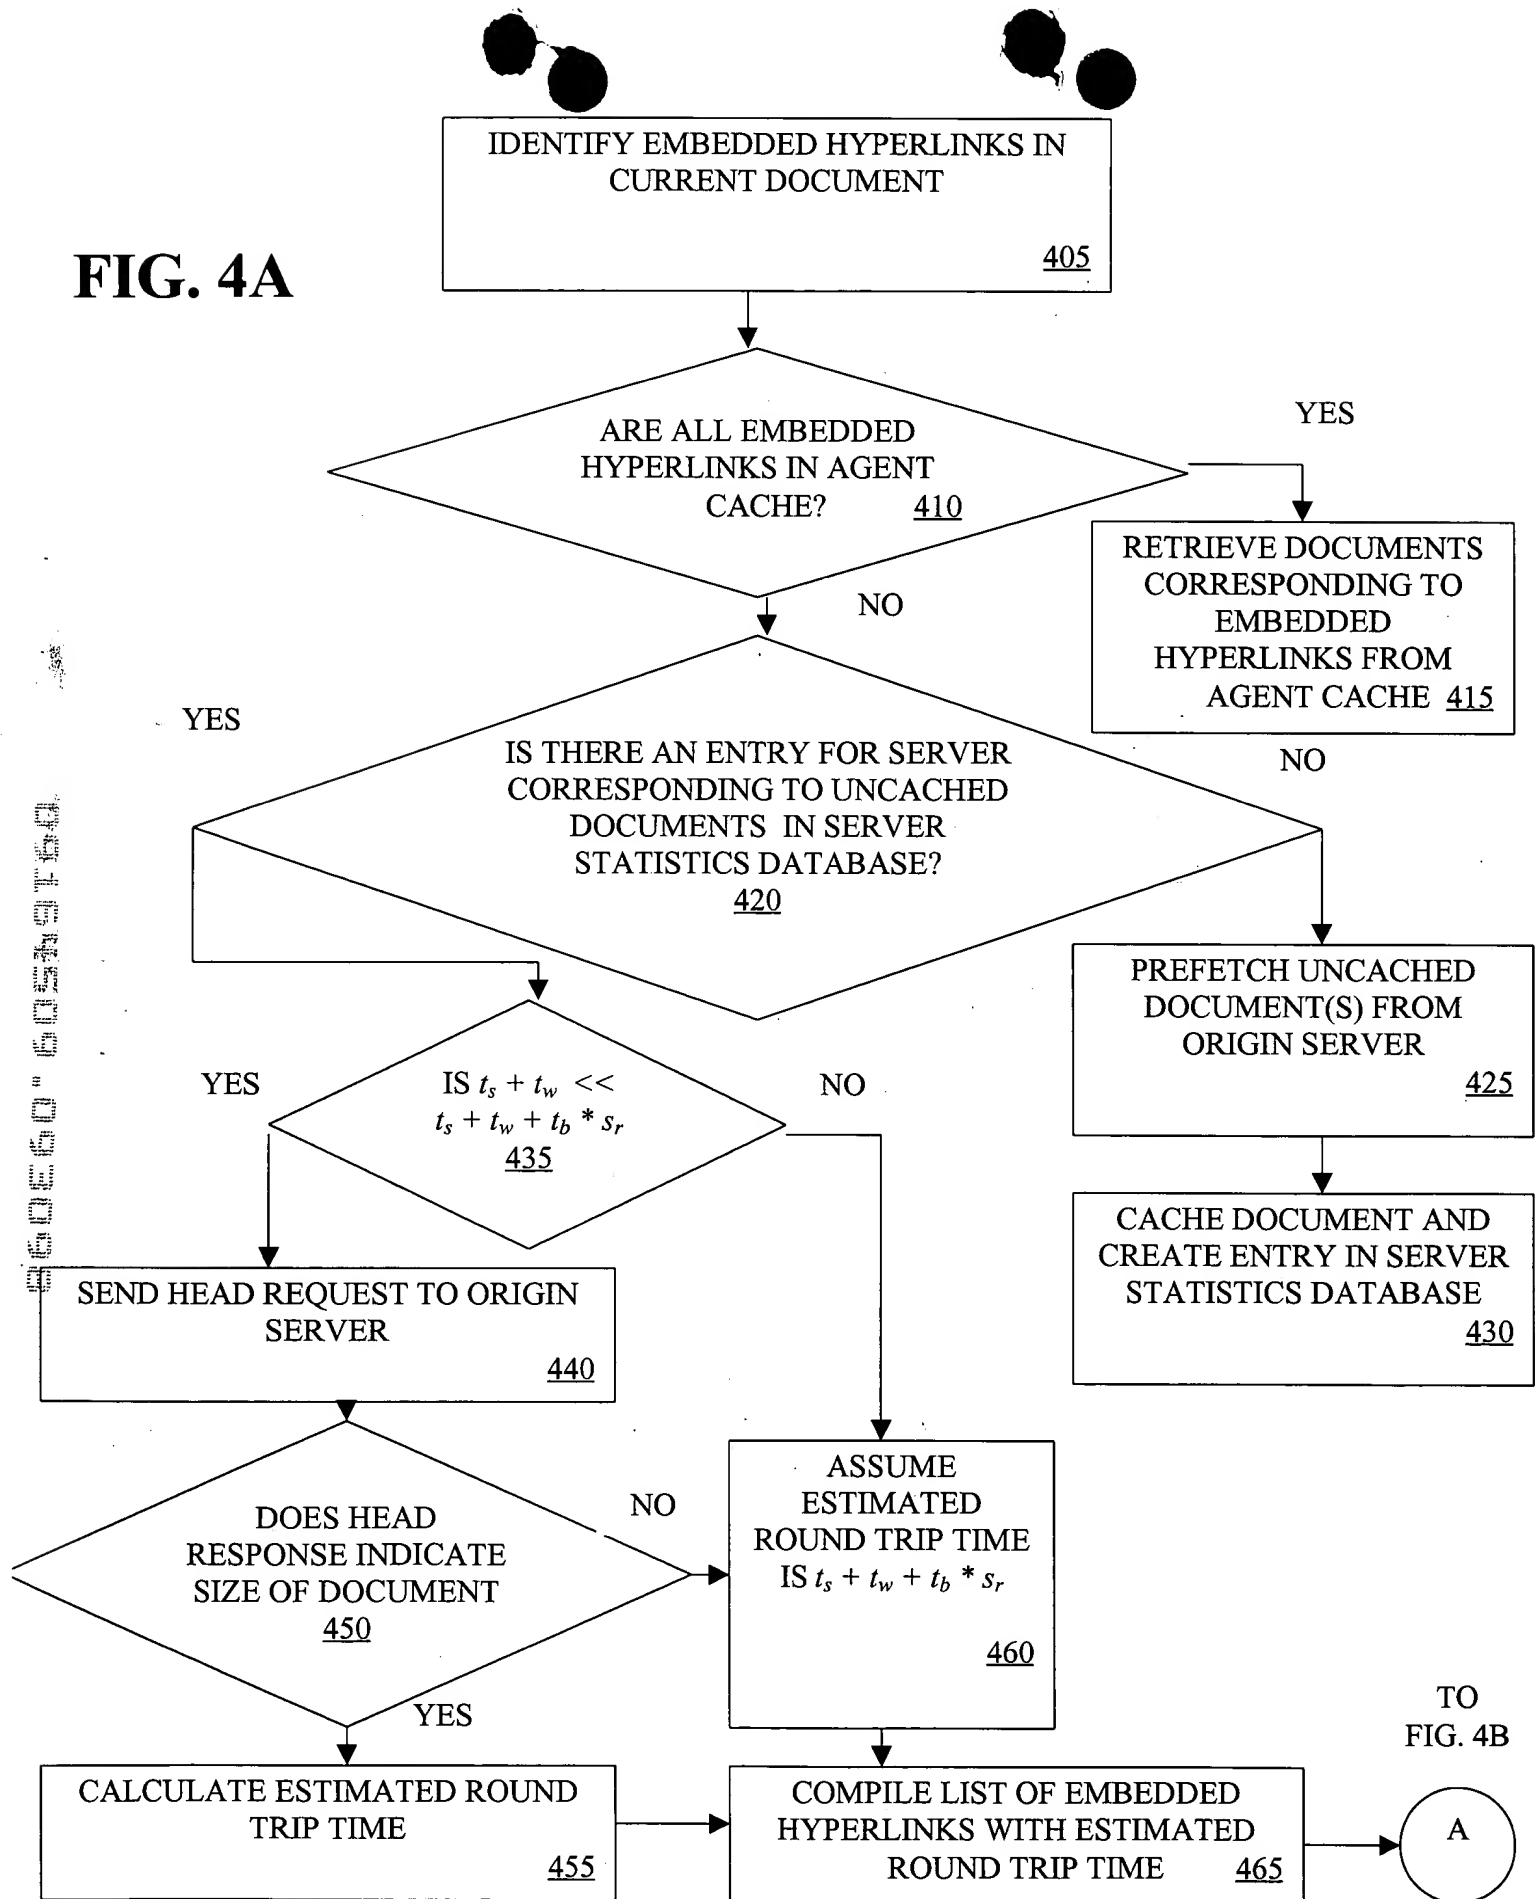 IDENTIFY EMBEDDED HYPERLINKS IN
CURRENT DOCUMENT
405
FIG. 4A
ARE ALL EMBEDDED
HYPERLINKS IN AGENT
CACHE? 410
YES
NO
RETRIEVE DOCUMENTS
CORRESPONDING TO
EMBEDDED
HYPERLINKS FROM
AGENT CACHE 415
YES
IS THERE AN ENTRY FOR SERVER
CORRESPONDING TO UNCACHED
DOCUMENTS IN SERVER
STATISTICS DATABASE?
420
NO
PREFETCH UNCACHED
DOCUMENT(S) FROM
ORIGIN SERVER
425
CACHE DOCUMENT AND
CREATE ENTRY IN SERVER
STATISTICS DATABASE
430
YES
IS ts + tw <<
ts + tw + tb * sr
435
NO
SEND HEAD REQUEST TO ORIGIN
SERVER
440
DOES HEAD
RESPONSE INDICATE
SIZE OF DOCUMENT
450
NO
YES
ASSUME
ESTIMATED
ROUND TRIP TIME
IS ts + tw + tb * sr
460
CALCULATE ESTIMATED ROUND
TRIP TIME
455
COMPILE LIST OF EMBEDDED
HYPERLINKS WITH ESTIMATED
ROUND TRIP TIME 465
TO
FIG. 4B
A